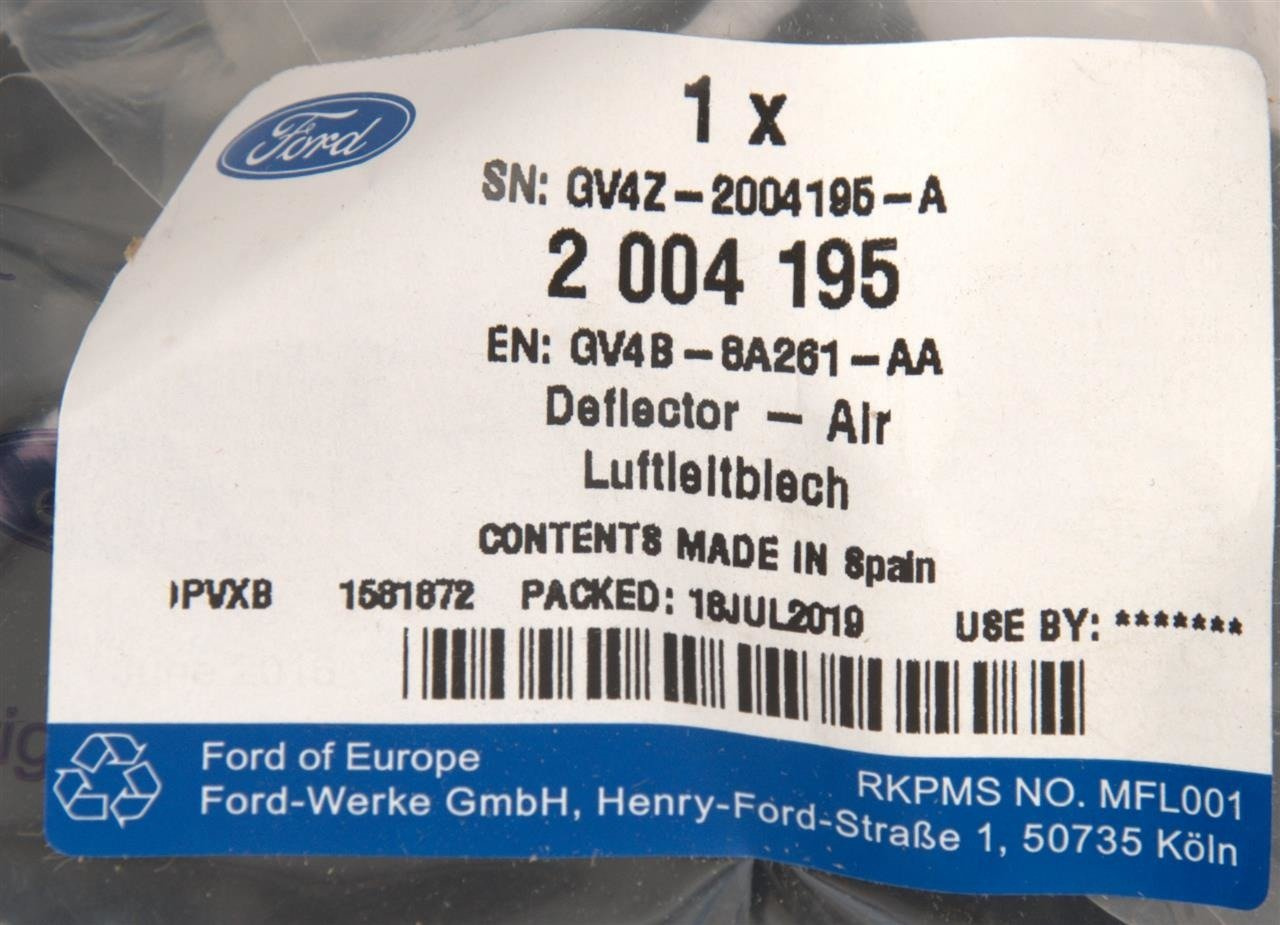 Ford
1 x
SN: GV4Z-2004195-A
2 004 195
EN: GV4B-8A261-AA
Deflector - Air
Luftleitblech
CONTENTS MADE IN Spain
PVXB 1581872 PACKED: 18JUL2019 USE BY: *******
Ford of Europe
RKPMS NO. MFL001
Ford-Werke GmbH, Henry-Ford-Straße 1, 50735 Köln